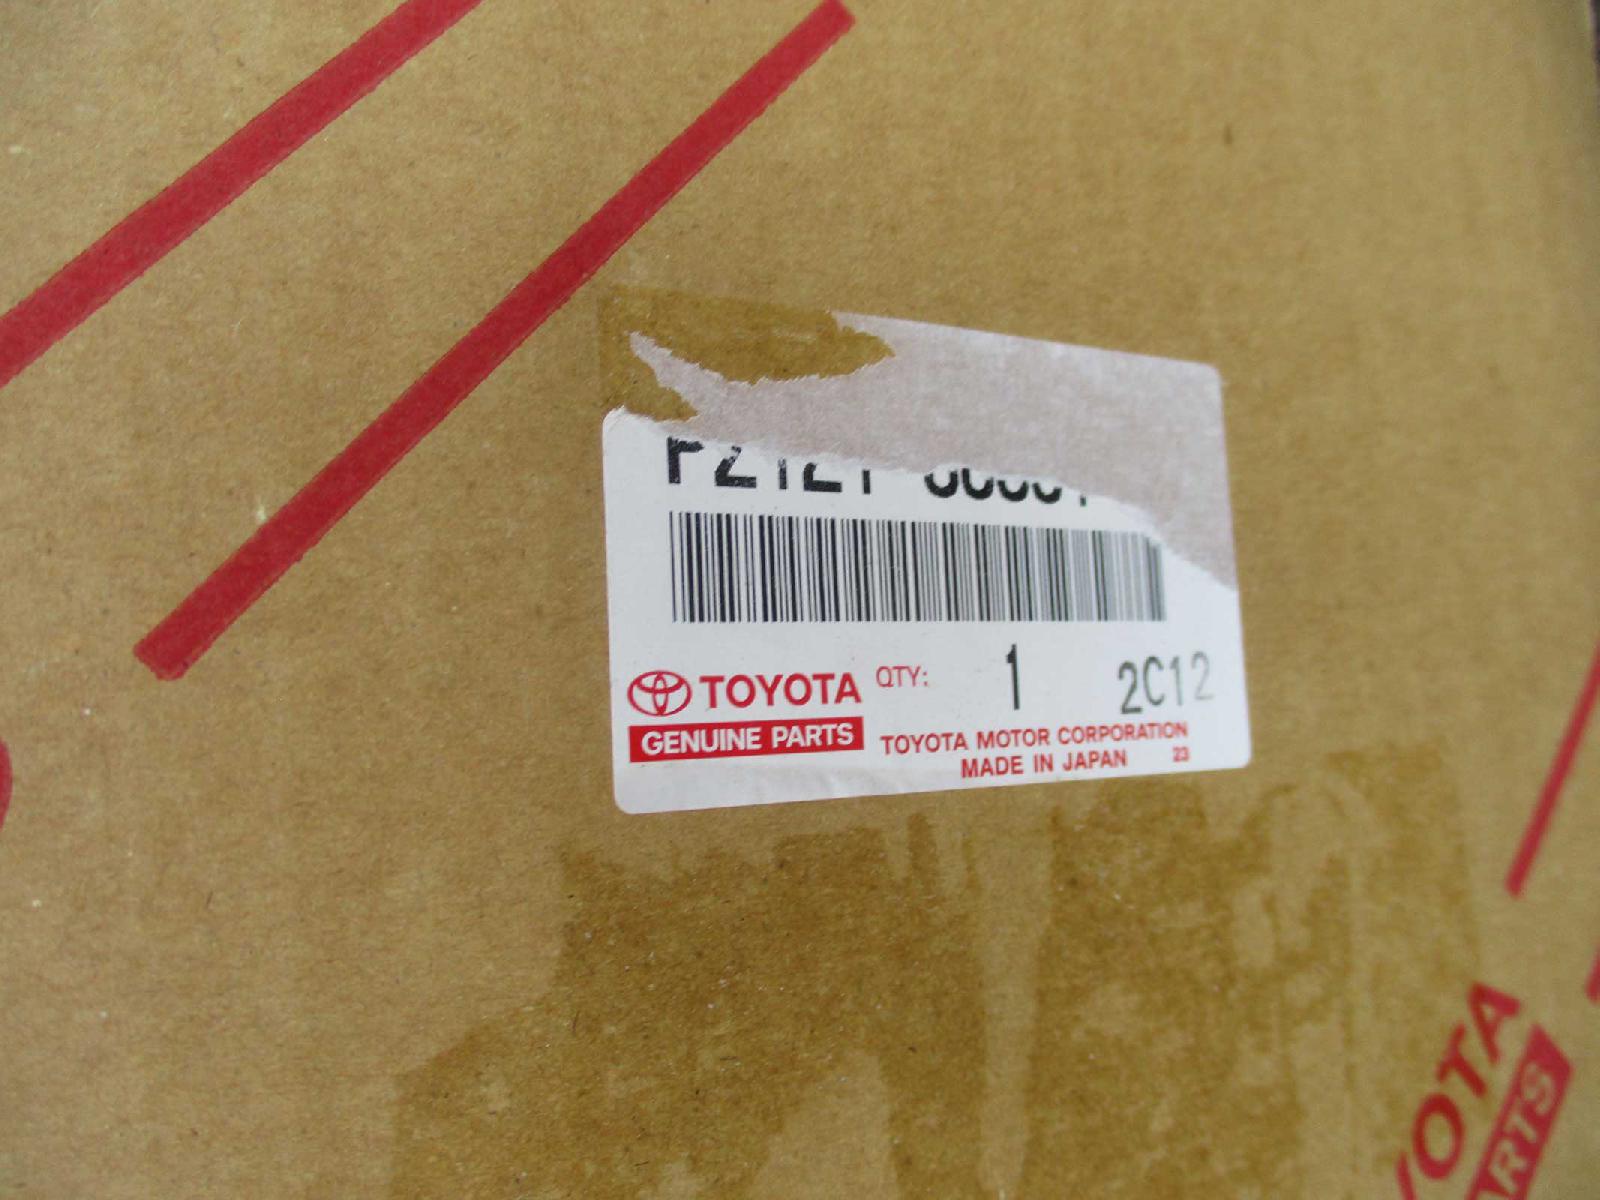 TOYOTA QTY: 1 2C12
GENUINE PARTS TOYOTA MOTOR CORPORATION
MADE IN JAPAN 23